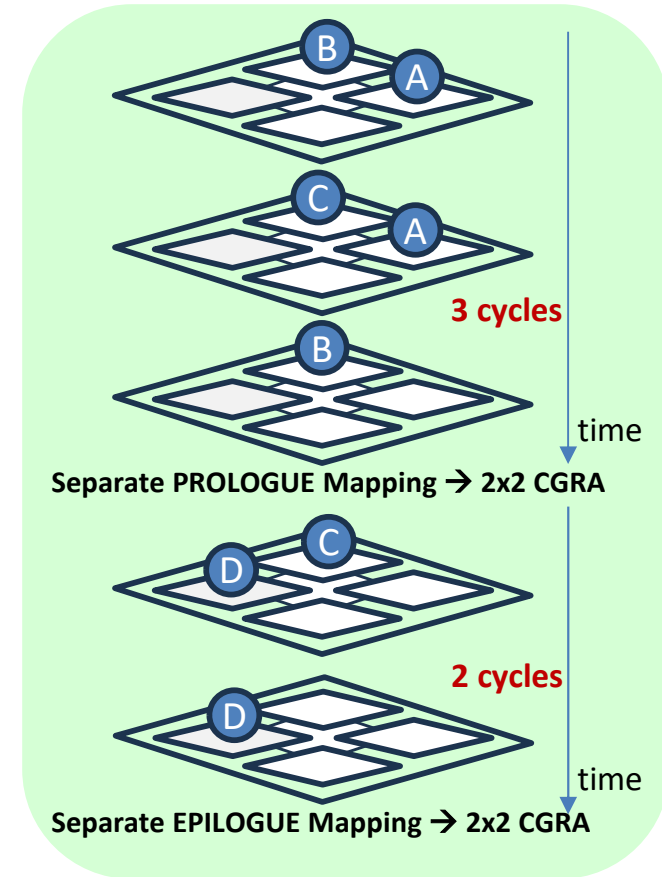 B
A
C
A
3 cycles
B
time
Separate PROLOGUE Mapping → 2x2 CGRA
C
D
2 cycles
D
time
Separate EPILOGUE Mapping → 2x2 CGRA